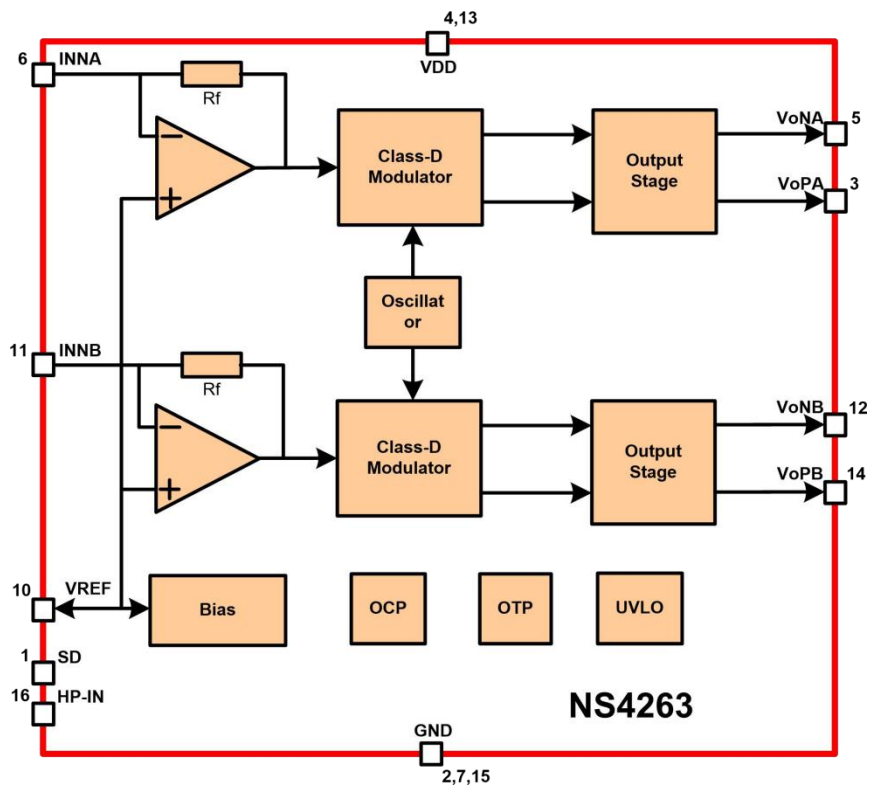 4,13
VDD
6 INNA
Rf
Class-D
Modulator
Output
Stage
VoNA 5
VoPA 3
Oscillat
or
11 INNB
Rf
Class-D
Modulator
Output
Stage
VoNB 12
VoPB 14
10 VREF
Bias
OCP
OTP
UVLO
1 SD
16 HP-IN
NS4263
GND
2,7,15